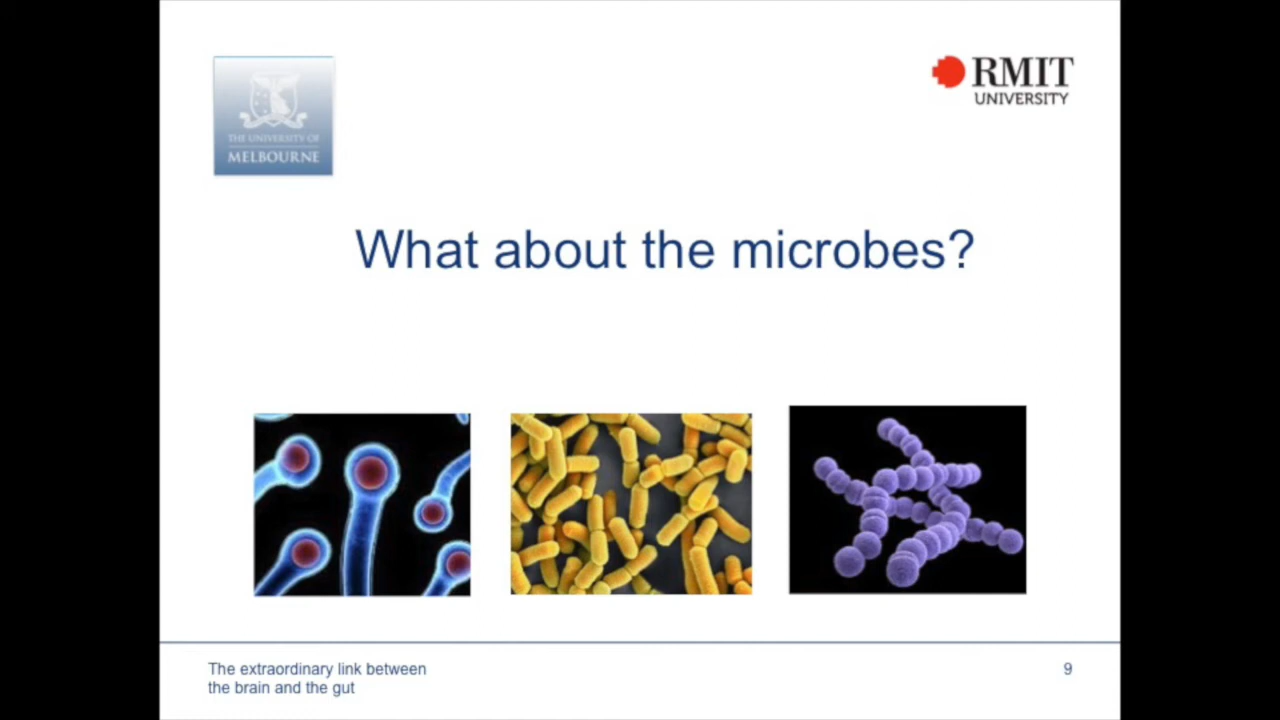 THE UNIVERSITY OF
MELBOURNE
RMIT
UNIVERSITY
What about the microbes?
The extraordinary link between
the brain and the gut
9